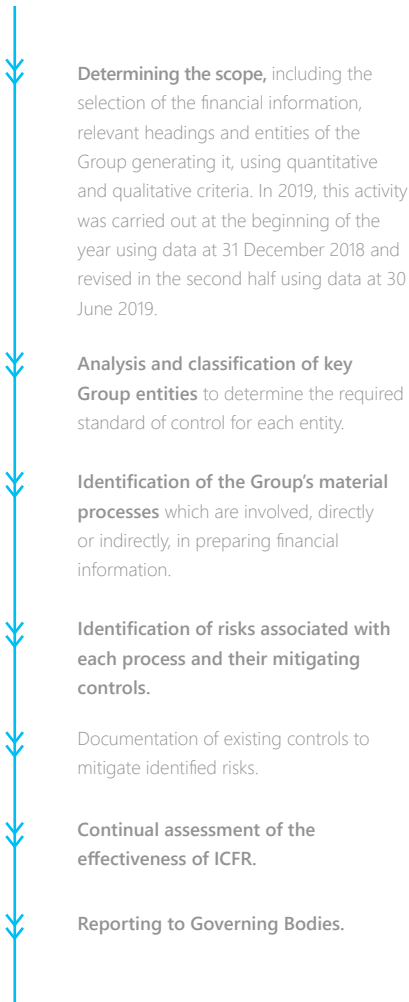 Determining the scope, including the
selection of the financial information,
relevant headings and entities of the
Group generating it, using quantitative
and qualitative criteria. In 2019, this activity
was carried out at the beginning of the
year using data at 31 December 2018 and
revised in the second half using data at 30
June 2019.
Analysis and classification of key
Group entities to determine the required
standard of control for each entity.
Identification of the Group's material
processes which are involved, directly
or indirectly, in preparing financial
information.
Identification of risks associated with
each process and their mitigating
controls.
Documentation of existing controls to
mitigate identified risks.
Continual assessment of the
effectiveness of ICFR.
Reporting to Governing Bodies.